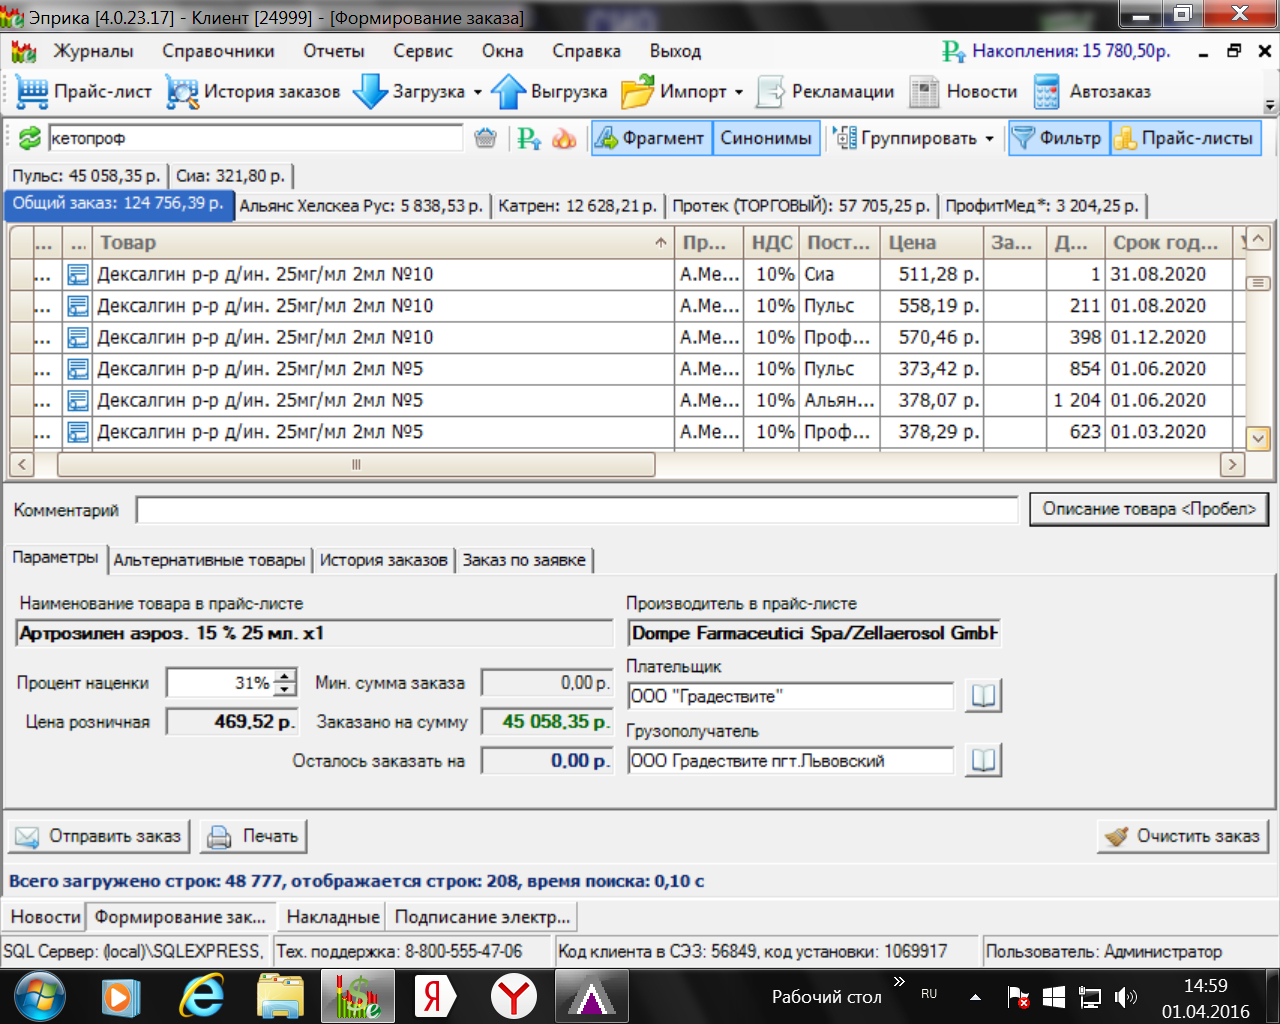 Эприка [4.0.23.17] - Клиент [24999] - [Формирование заказа]
Журналы Справочники Отчеты Сервис Окна Справка Выход Накопления: 15 780,50р.
Прайс-лист История заказов Загрузка Выгрузка Импорт Рекламации Новости Автозаказ
кетопроф Фрагмент Синонимы Группировать Фильтр Прайс-листы
Пульс: 45 058,35 р. Сиа: 321,80 р.
Общий заказ: 124 756,39 р. Альянс Хелскеа Рус: 5 838,53 р. Катрен: 12 628,21 р. Протек (ТОРГОВЫЙ): 57 705,25 р. ПрофитМед*: 3 204,25 р.
... ... Товар Пр... НДС Пост... Цена За... Д... Срок год...
... Дексалгин р-р д/ин. 25мг/мл 2мл №10 А.Ме... 10% Сиа 511,28 р. 1 31.08.2020
... Дексалгин р-р д/ин. 25мг/мл 2мл №10 А.Ме... 10% Пульс 558,19 р. 211 01.08.2020
... Дексалгин р-р д/ин. 25мг/мл 2мл №10 А.Ме... 10% Проф... 570,46 р. 398 01.12.2020
... Дексалгин р-р д/ин. 25мг/мл 2мл №5 А.Ме... 10% Пульс 373,42 р. 854 01.06.2020
... Дексалгин р-р д/ин. 25мг/мл 2мл №5 А.Ме... 10% Альян... 378,07 р. 1 204 01.06.2020
... Дексалгин р-р д/ин. 25мг/мл 2мл №5 А.Ме... 10% Проф... 378,29 р. 623 01.03.2020
Комментарий Описание товара <Пробел>
Параметры Альтернативные товары История заказов Заказ по заявке
Наименование товара в прайс-листе Производитель в прайс-листе
Артрозилен аэроз. 15 % 25 мл. x1 Dompe Farmaceutici Spa/Zellaerosol GmbH
Плательщик
Процент наценки 31% Мин. сумма заказа 0,00 р. ООО "Градествите"
Цена розничная 469,52 р. Заказано на сумму 45 058,35 р. Грузополучатель
Осталось заказать на 0,00 р. ООО Градествите пгт.Львовский
Отправить заказ Печать Очистить заказ
Всего загружено строк: 48 777, отображается строк: 208, время поиска: 0,10 с
Новости Формирование зак... Накладные Подписание электр...
SQL Сервер: (local)\SQLEXPRESS, Тех. поддержка: 8-800-555-47-06 Код клиента в СЭЗ: 56849, код установки: 1069917 Пользователь: Администратор
Рабочий стол » RU 14:59
01.04.2016